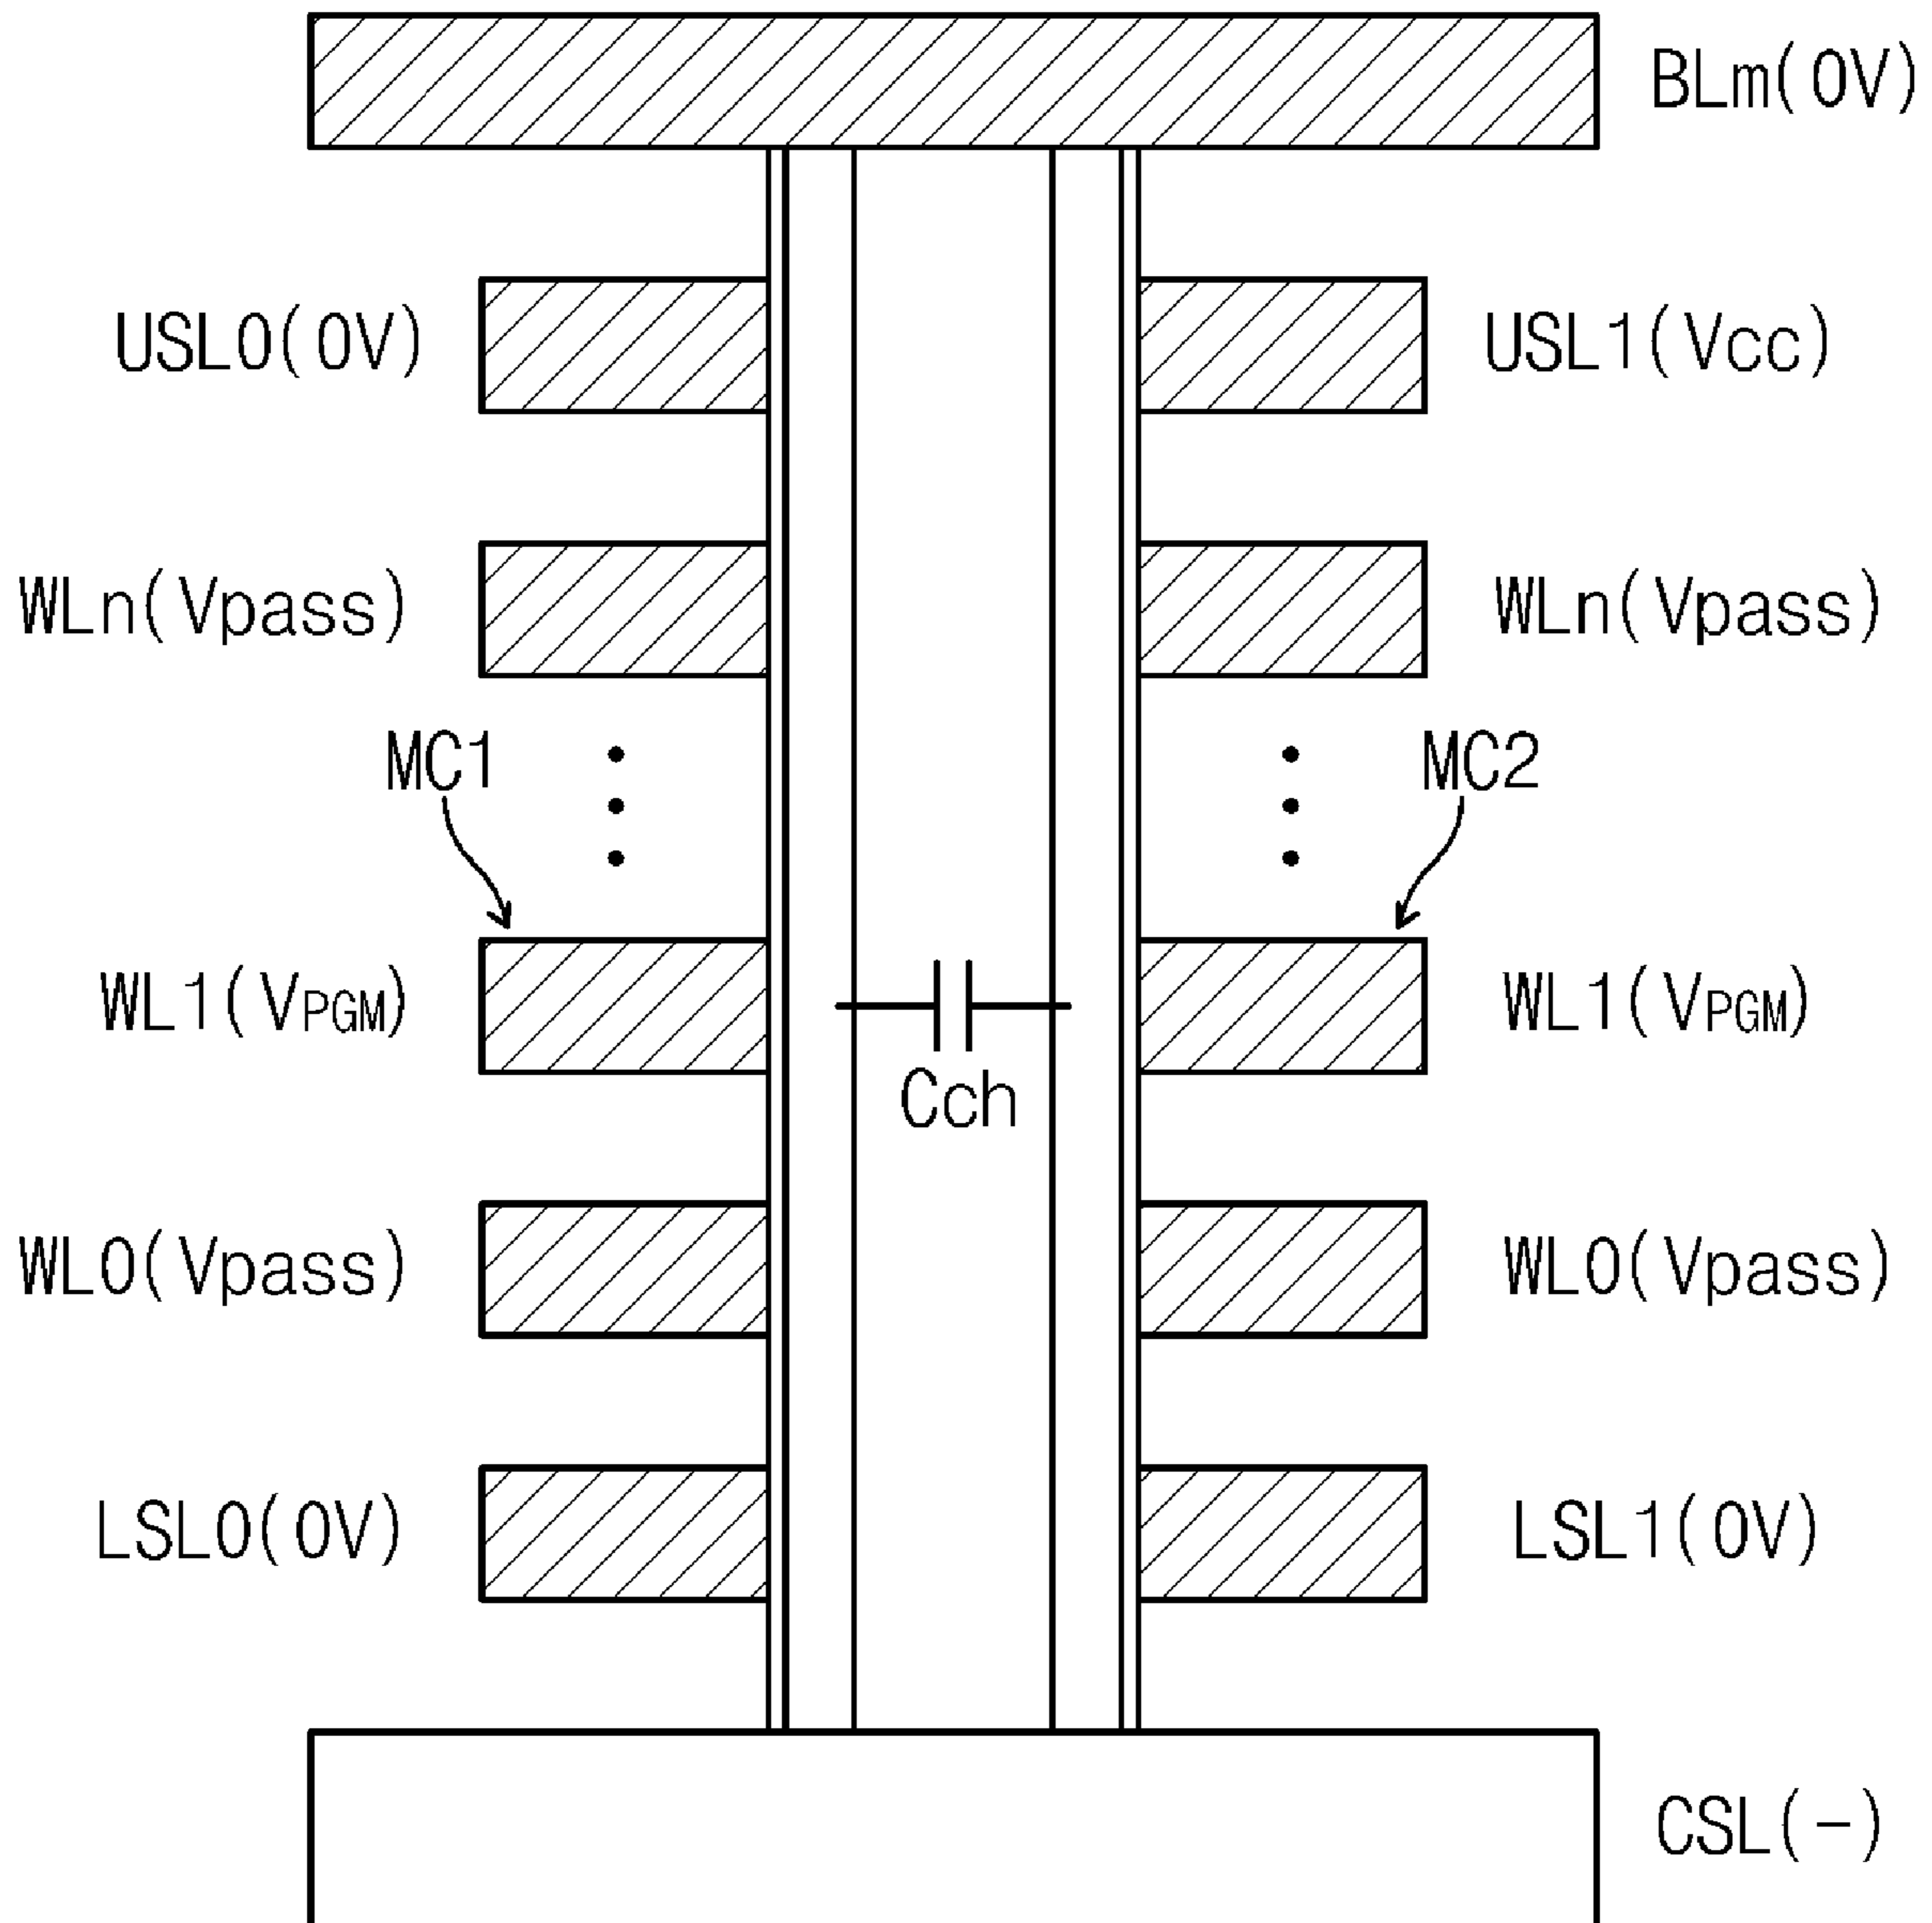 BLm(0V)
USL0(0V)
USL1(Vcc)
WLn(Vpass)
WLn(Vpass)
MC1
MC2
WL1(VPGM)
WL1(VPGM)
Cch
WL0(Vpass)
WL0(Vpass)
LSL0(0V)
LSL1(0V)
CSL(-)